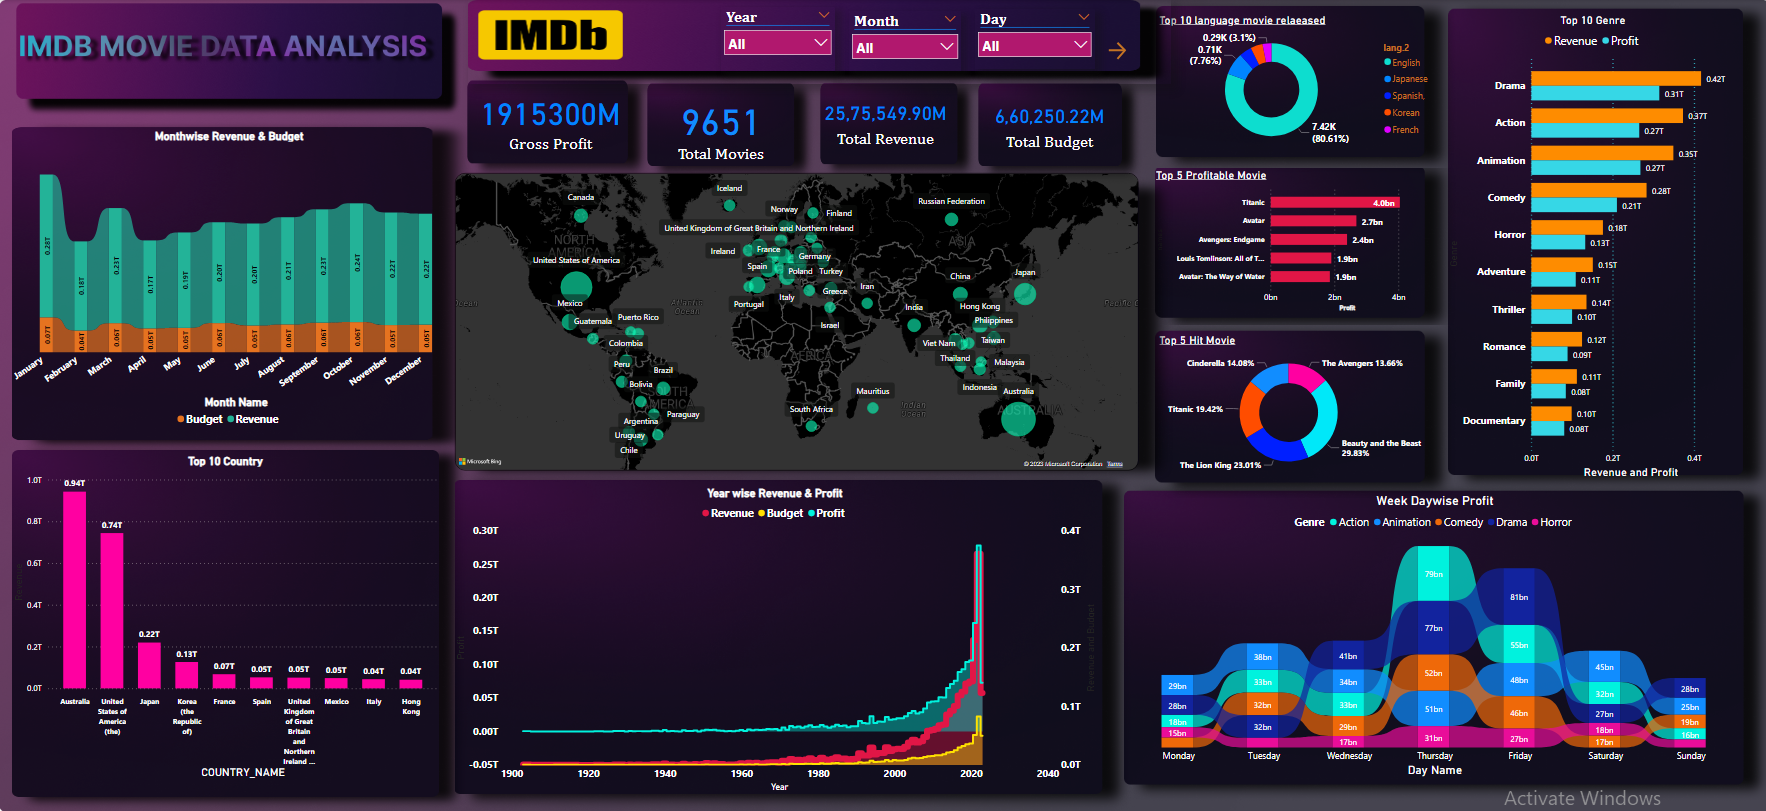 IMDB MOVIE DATA ANALYSIS
IMDb
Year
All
Month
All
Day
All
1915300M
Gross Profit
9651
Total Movies
25,75,549.90M
Total Revenue
6,60,250.22M
Total Budget
Monthwise Revenue & Budget
0.28T
0.18T
0.23T
0.17T
0.19T
0.20T
0.20T
0.21T
0.23T
0.24T
0.22T
0.22T
0.07T
0.04T
0.06T
0.05T
0.05T
0.06T
0.05T
0.06T
0.06T
0.06T
0.05T
0.05T
January
February
March
April
May
June
July
August
September
October
November
December
Month Name
Budget
Revenue
Top 10 Country
1.0T
0.8T
0.6T
0.4T
0.2T
0.0T
Revenue
0.94T
0.74T
0.22T
0.13T
0.07T
0.05T
0.05T
0.05T
0.04T
0.04T
Australia
United
States of
America
(the)
Japan
Korea
(the
Republic
of)
France
Spain
United
Kingdom
of Great
Britain
and
Northern
Ireland ...
Mexico
Italy
Hong
Kong
COUNTRY_NAME
Iceland
Canada
Norway
Finland
Russian Federation
United Kingdom of Great Britain and Northern Ireland
NORTH
AMERICA
ASIA
Ireland
France
Germany
United States of America
Spain
Poland
Turkey
China
Japan
Mexico
Portugal
Italy
Greece
Iran
India
Hong Kong
Atlantic
Ocean
Guatemala
Puerto Rico
Israel
Philippines
Colombia
Viet Nam
Taiwan
AFRICA
Thailand
Malaysia
Peru
Brazil
Bolivia
SOUTH
AMERICA
Indonesia
Mauritius
Australia
South Africa
Indian
Ocean
AUSTRALIA
Argentina
Paraguay
Uruguay
Chile
Microsoft Bing
© 2023 Microsoft Corporation Terms
Year wise Revenue & Profit
Revenue
Budget
Profit
0.30T
0.25T
0.20T
0.15T
0.10T
0.05T
0.00T
-0.05T
Profit
0.4T
0.3T
0.2T
0.1T
0.0T
Revenue and Budget
1900
1920
1940
1960
1980
2000
2020
2040
Year
Top 10 language movie relaeased
0.29K (3.1%)
0.71K
(7.76%)
7.42K
(80.61%)
lang.2
English
Japanese
Spanish,
Korean
French
Top 5 Profitable Movie
Titanic
4.0bn
Avatar
2.7bn
Avengers: Endgame
2.4bn
Louis Tomlinson: All of T...
1.9bn
Avatar: The Way of Water
1.9bn
0bn
2bn
4bn
Profit
Top 5 Hit Movie
Cinderella 14.08%
The Avengers 13.66%
Titanic 19.42%
Beauty and the Beast
29.83%
The Lion King 23.01%
Top 10 Genre
Revenue
Profit
Drama
0.42T
0.31T
Action
0.37T
0.27T
Animation
0.35T
0.27T
Comedy
0.28T
0.21T
Horror
0.18T
0.13T
Adventure
0.15T
0.11T
Thriller
0.14T
0.10T
Romance
0.12T
0.09T
Family
0.11T
0.08T
Documentary
0.10T
0.08T
0.0T
0.2T
0.4T
Revenue and Profit
Week Daywise Profit
Genre
Action
Animation
Comedy
Drama
Horror
29bn
28bn
18bn
15bn
38bn
33bn
32bn
32bn
41bn
34bn
33bn
29bn
17bn
79bn
77bn
52bn
51bn
31bn
81bn
55bn
48bn
46bn
27bn
45bn
32bn
27bn
18bn
17bn
28bn
25bn
19bn
16bn
Monday
Tuesday
Wednesday
Thursday
Friday
Saturday
Sunday
Day Name
Activate Windows